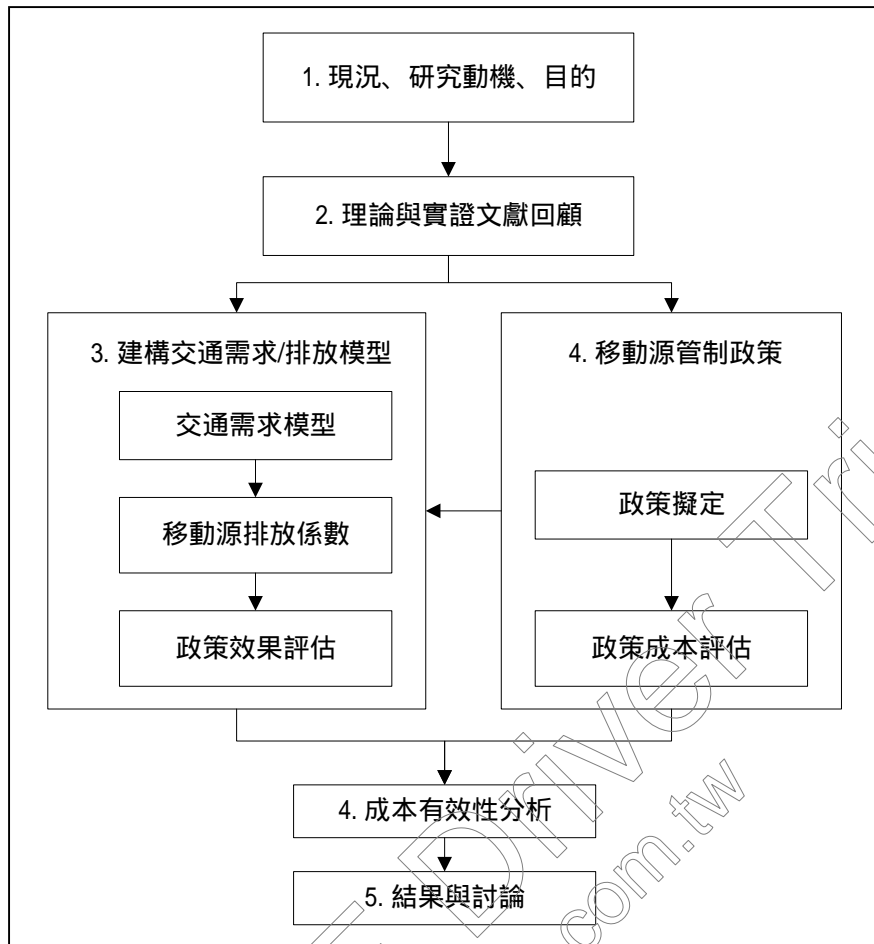 1. 現況、研究動機、目的
2. 理論與實證文獻回顧
3. 建構交通需求/排放模型
交通需求模型
移動源排放係數
政策效果評估
4. 移動源管制政策
政策擬定
政策成本評估
4. 成本有效性分析
5. 結果與討論
Driver
com.tw